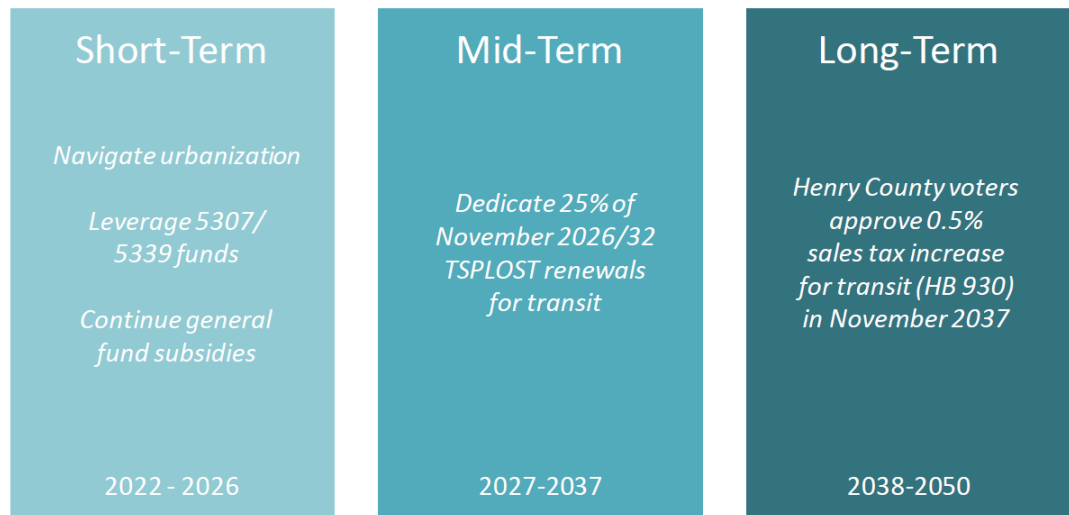 Short-Term
Navigate urbanization
Leverage 5307/
5339 funds
Continue general
fund subsidies
2022 - 2026
Mid-Term
Dedicate 25% of
November 2026/32
TSPLOST renewals
for transit
2027-2037
Long-Term
Henry County voters
approve 0.5%
sales tax increase
for transit (HB 930)
in November 2037
2038-2050